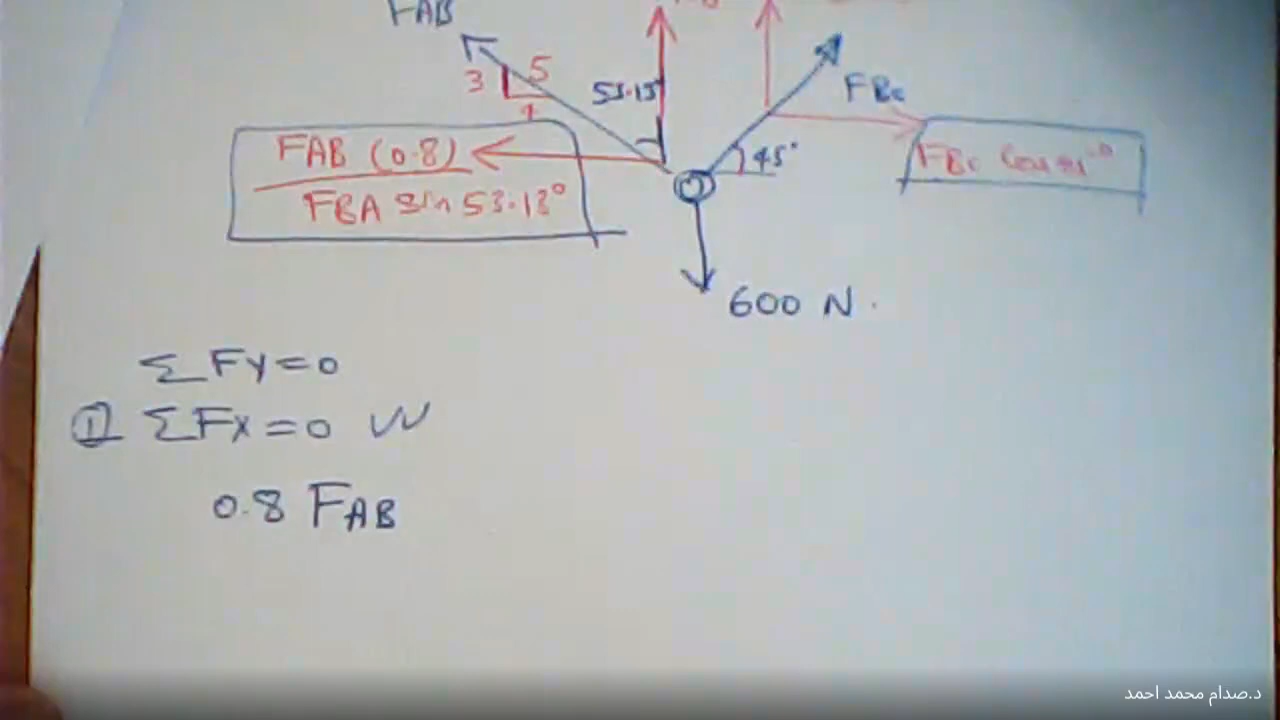 FAB
3
5
53.13
FBC
45°
FAB (0.8)
FBA sin 53.13°
600 N.
ΣFy=0
① ΣFx=0
0.8 FAB
د.صدام محمد احمد